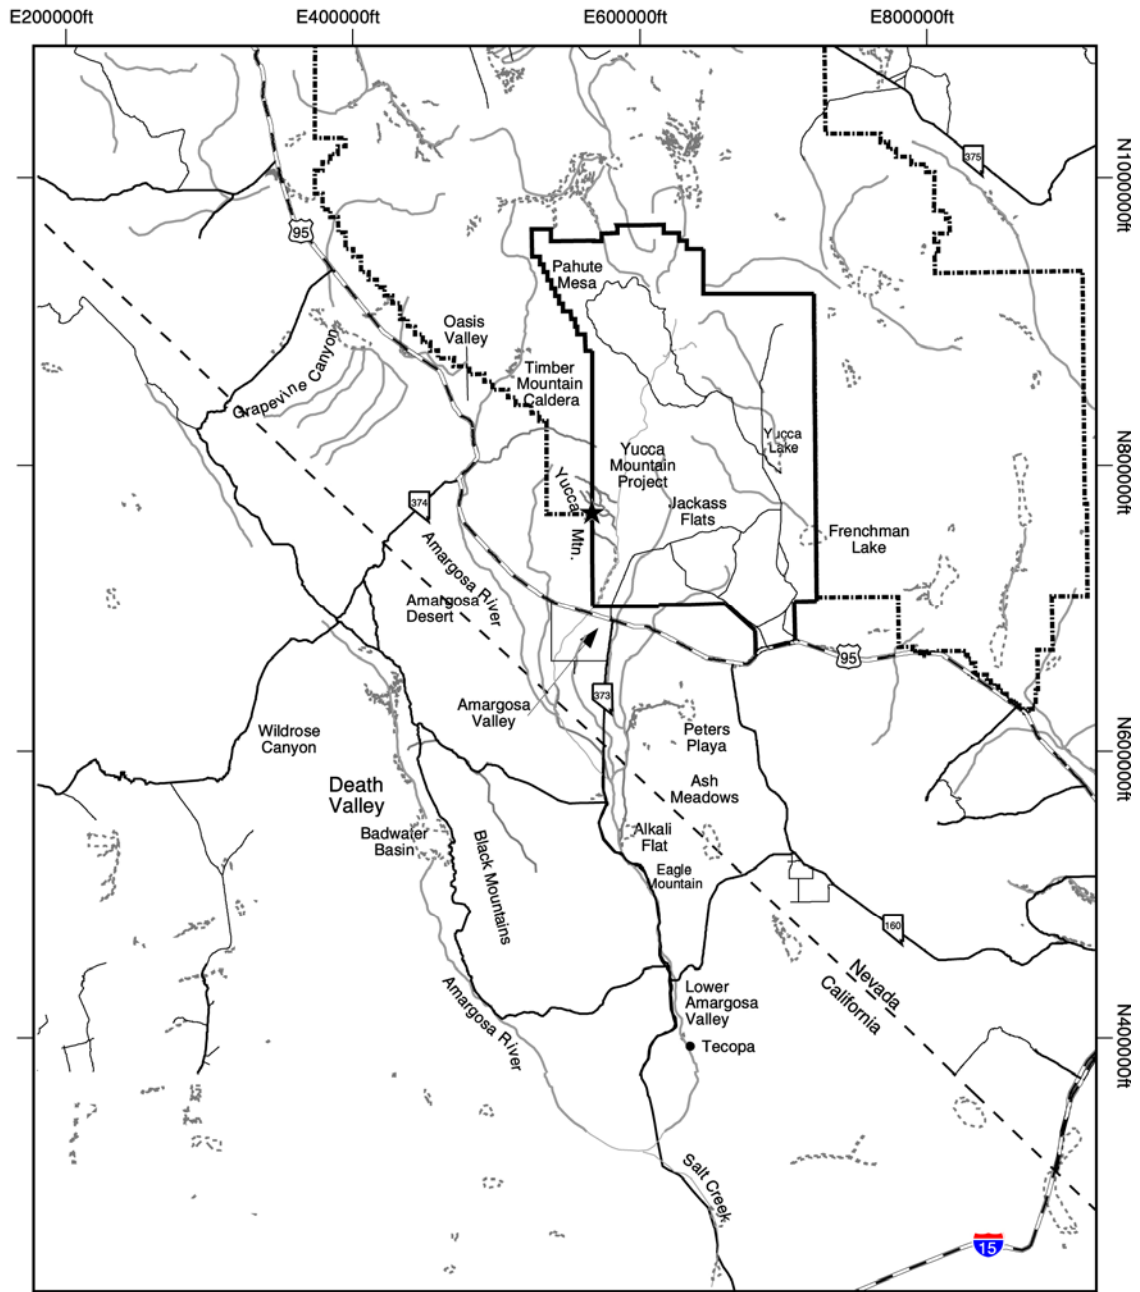 E200000ft
E400000ft
E600000ft
E800000ft
375
N1000000ft
95
Pahute
Mesa
Oasis
Valley
Timber
Mountain
Caldera
Grapevine Canyon
Yucca
Lake
Yucca
Mountain
Project
N800000ft
Yucca
Mtn.
374
Jackass
Flats
Frenchman
Lake
Amargosa River
Amargosa
Desert
95
373
Amargosa
Valley
Wildrose
Canyon
Peters
Playa
N600000ft
Death
Valley
Ash
Meadows
Badwater
Basin
Black Mountains
Alkali
Flat
Eagle
Mountain
160
Nevada
California
Amargosa River
Lower
Amargosa
Valley
Tecopa
N400000ft
Salt Creek
15